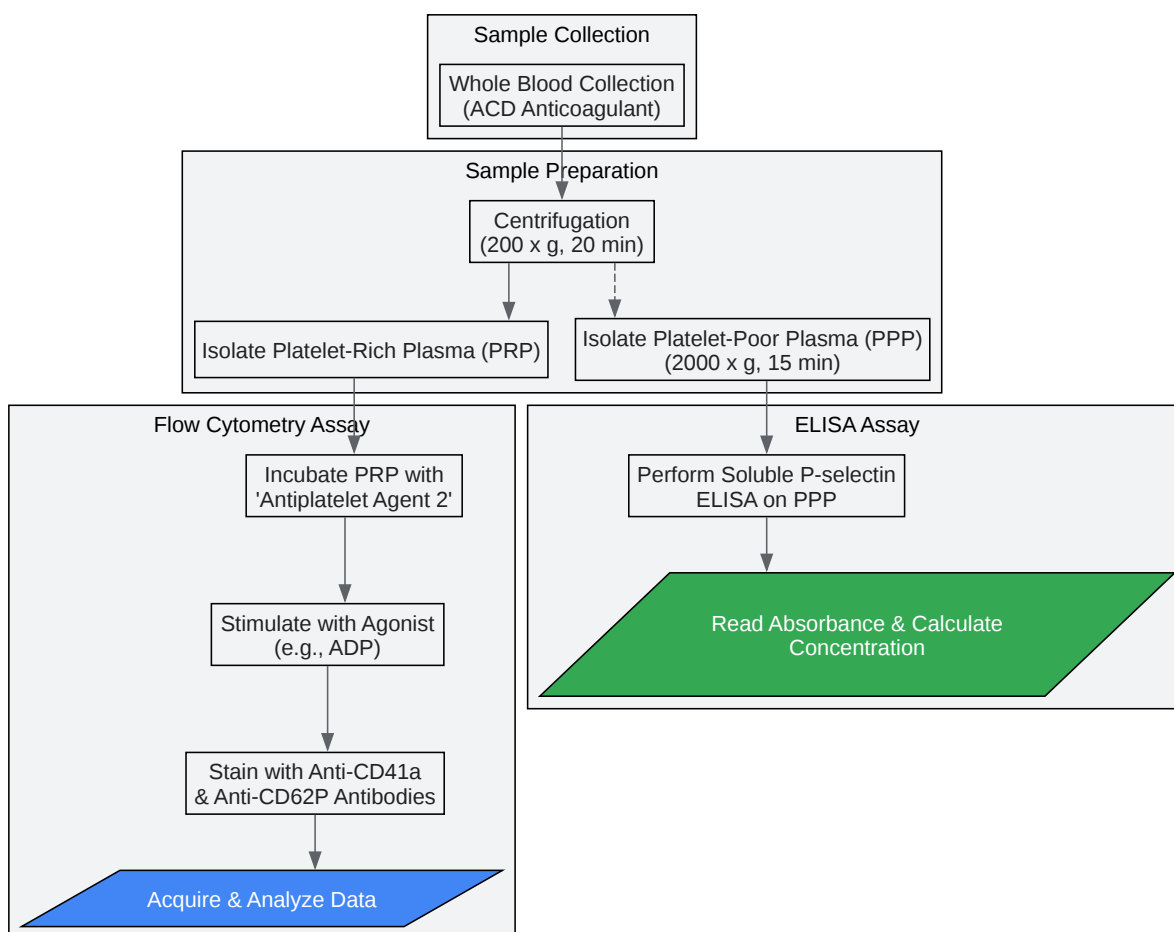 Sample Collection
Whole Blood Collection
(ACD Anticoagulant)
Sample Preparation
Centrifugation
(200 x g, 20 min)
Isolate Platelet-Rich Plasma (PRP)
Isolate Platelet-Poor Plasma (PPP)
(2000 x g, 15 min)
Flow Cytometry Assay
Incubate PRP with
'Antiplatelet Agent 2'
Stimulate with Agonist
(e.g., ADP)
Stain with Anti-CD41a
& Anti-CD62P Antibodies
Acquire & Analyze Data
ELISA Assay
Perform Soluble P-selectin
ELISA on PPP
Read Absorbance & Calculate
Concentration